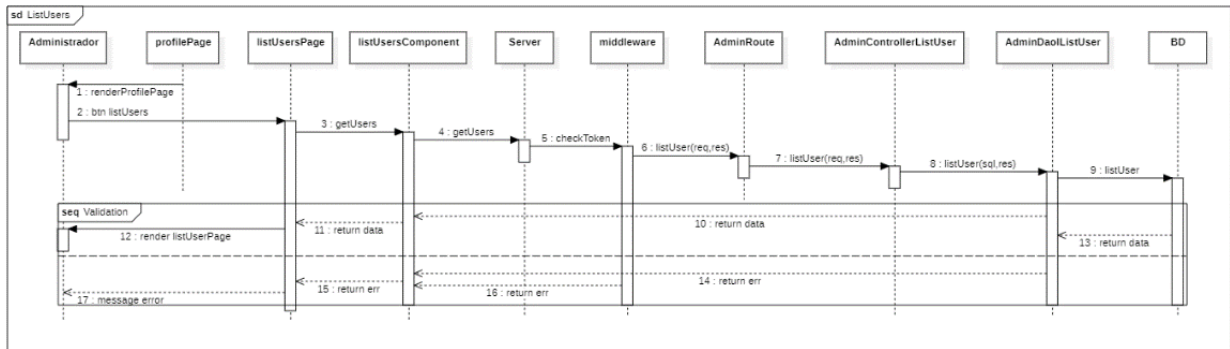 sd ListUsers
Administrador
profilePage
listUsersPage
listUsersComponent
Server
middleware
AdminRoute
AdminControllerListUser
AdminDaolListUser
BD
1 : renderProfilePage
2 : btn listUsers
3 : getUsers
4 : getUsers
5 : checkToken
6 : listUser(req,res)
7 : listUser(req,res)
8 : listUser(sql,res)
9 : listUser
seq Validation
10 : return data
11 : return data
12 : render listUserPage
13 : return data
14 : return err
15 : return err
16 : return err
17 : message error